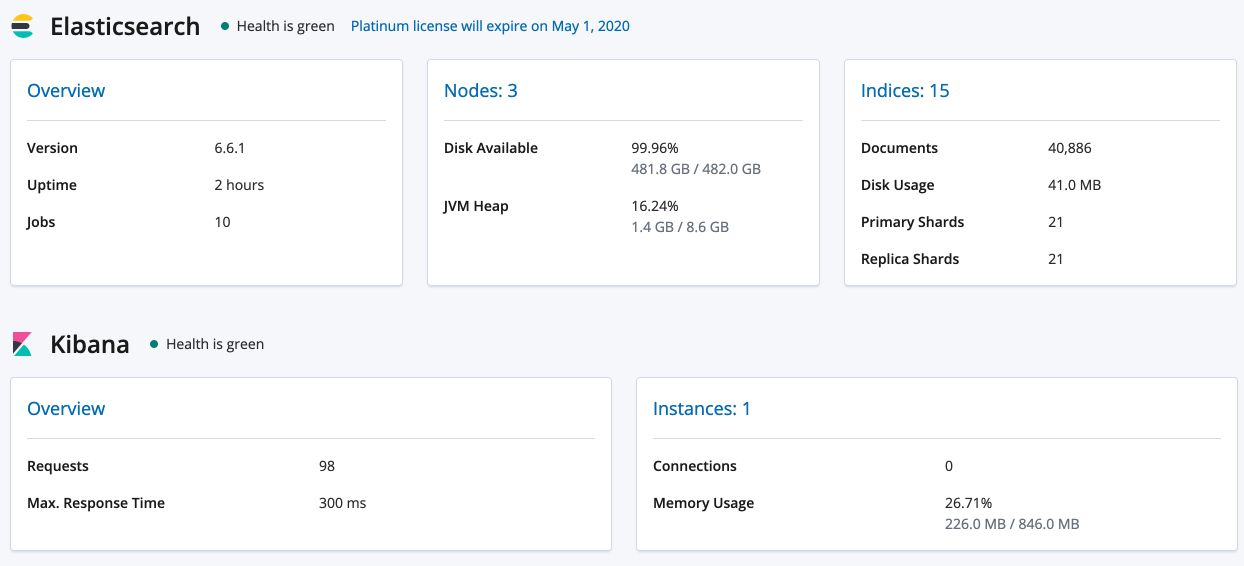 Elasticsearch Health is green Platinum license will expire on May 1, 2020
Overview
Version 6.6.1
Uptime 2 hours
Jobs 10
Nodes: 3
Disk Available 99.96%
481.8 GB / 482.0 GB
JVM Heap 16.24%
1.4 GB / 8.6 GB
Indices: 15
Documents 40,886
Disk Usage 41.0 MB
Primary Shards 21
Replica Shards 21
Kibana Health is green
Overview
Requests 98
Max. Response Time 300 ms
Instances: 1
Connections 0
Memory Usage 26.71%
226.0 MB / 846.0 MB